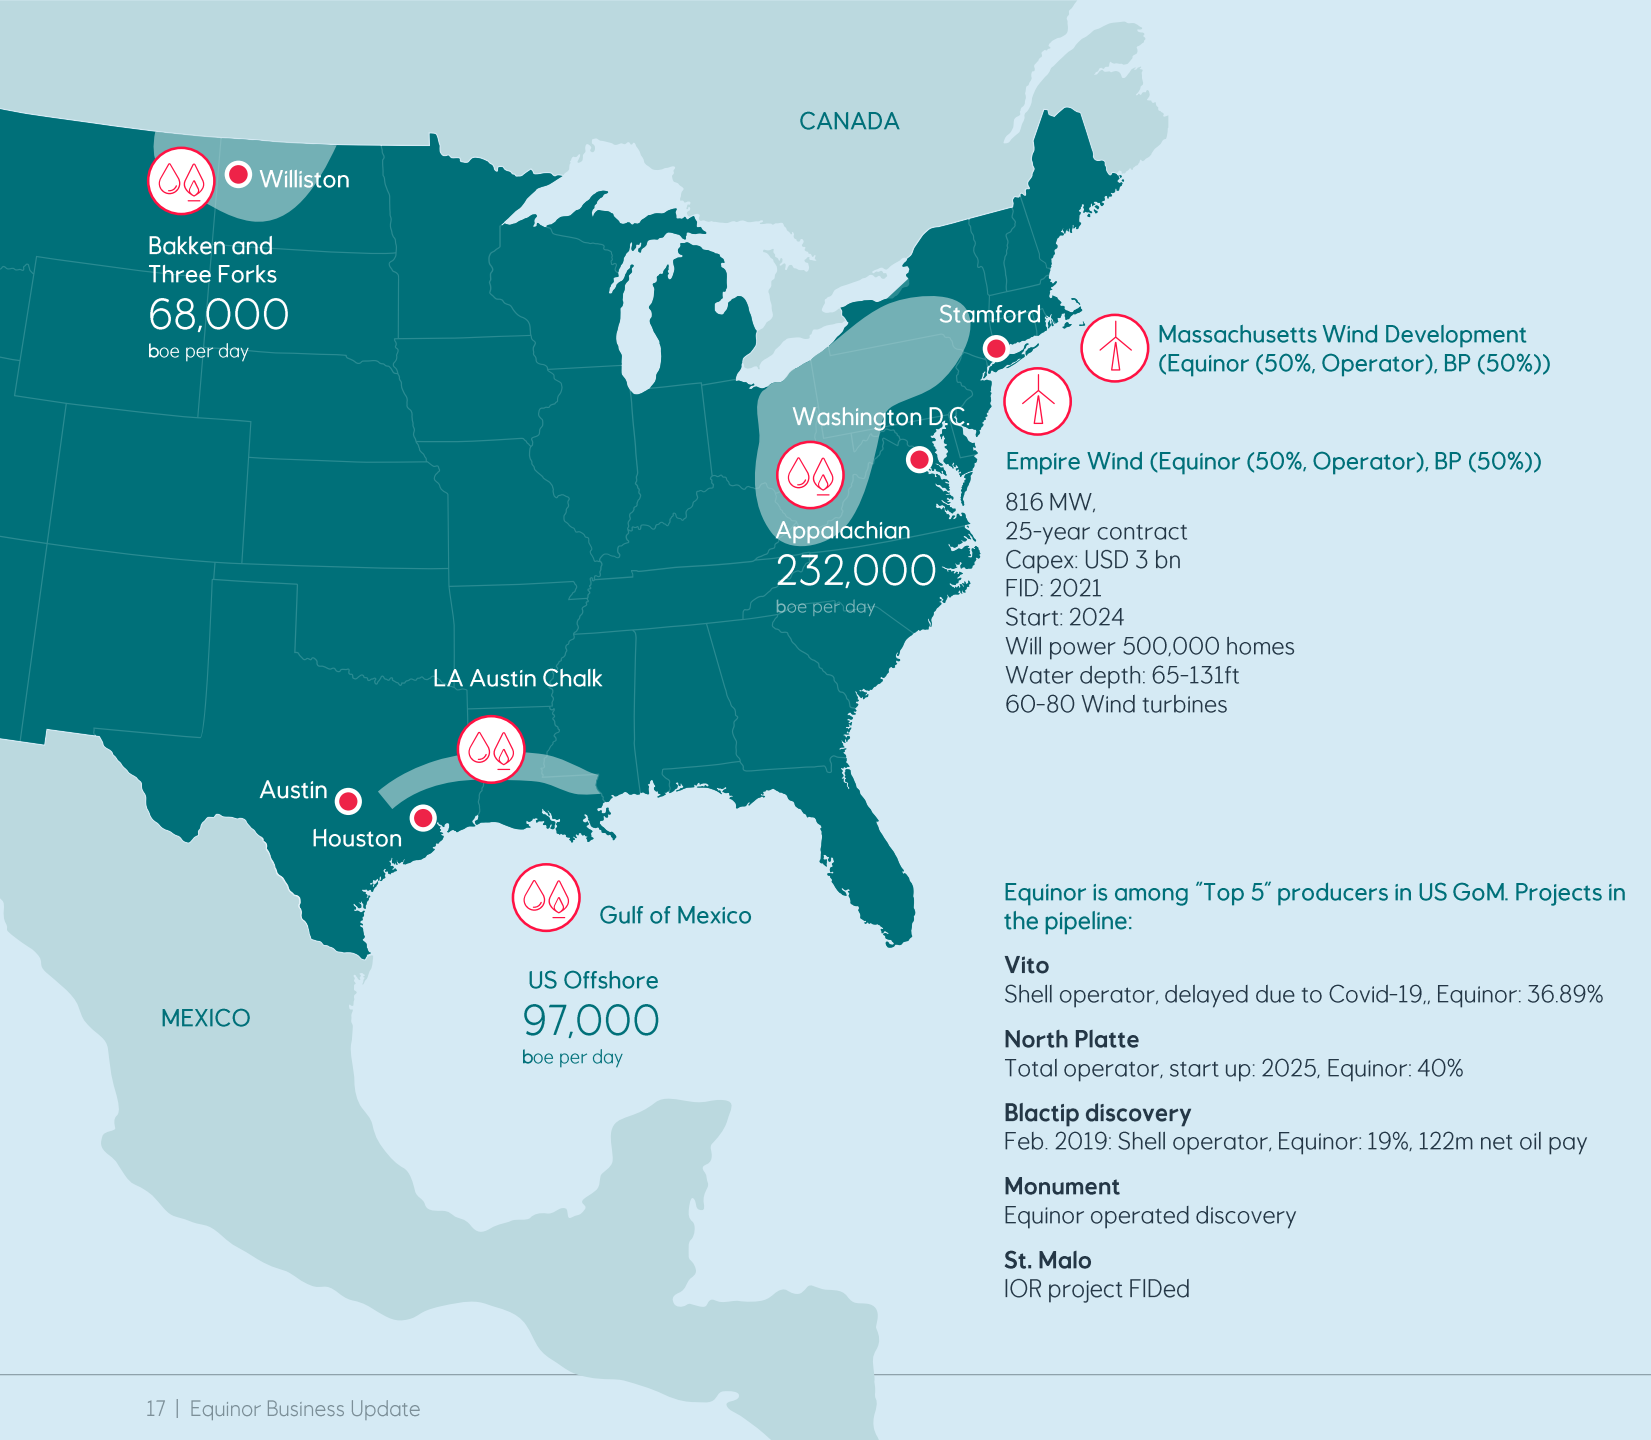 CANADA
Williston
Bakken and
Three Forks
68,000
boe per day
Stamford
Massachusetts Wind Development
(Equinor (50%, Operator), BP (50%))
Washington D.C.
Empire Wind (Equinor (50%, Operator), BP (50%))
816 MW,
25-year contract
Capex: USD 3 bn
FID: 2021
Start: 2024
Will power 500,000 homes
Water depth: 65-131ft
60-80 Wind turbines
Appalachian
232,000
boe per day
LA Austin Chalk
Austin
Houston
Gulf of Mexico
US Offshore
97,000
boe per day
MEXICO
Equinor is among "Top 5" producers in US GoM. Projects in
the pipeline:
Vito
Shell operator, delayed due to Covid-19,, Equinor: 36.89%
North Platte
Total operator, start up: 2025, Equinor: 40%
Blactip discovery
Feb. 2019: Shell operator, Equinor: 19%, 122m net oil pay
Monument
Equinor operated discovery
St. Malo
IOR project FIDed
17 | Equinor Business Update